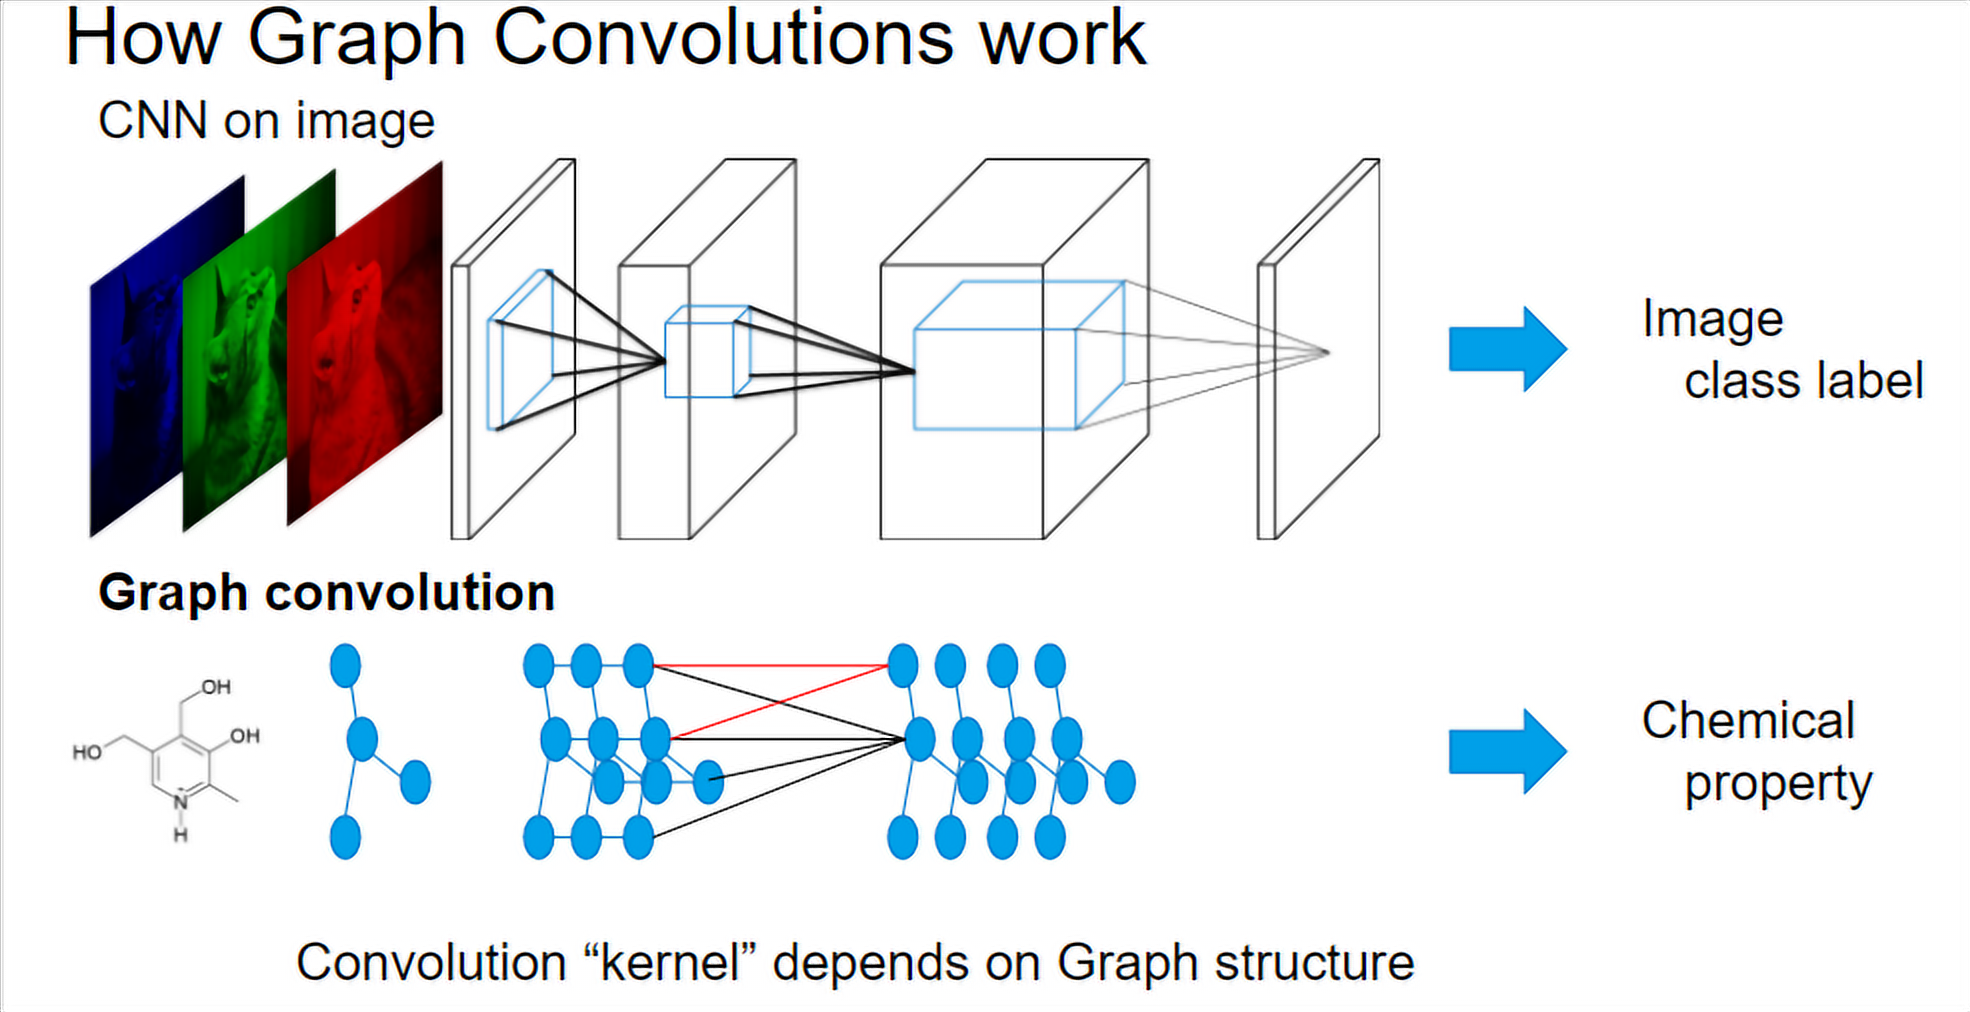 How Graph Convolutions work
CNN on image
Image
class label
Graph convolution
OH
OH
HO
N
H
Chemical
property
Convolution “kernel” depends on Graph structure